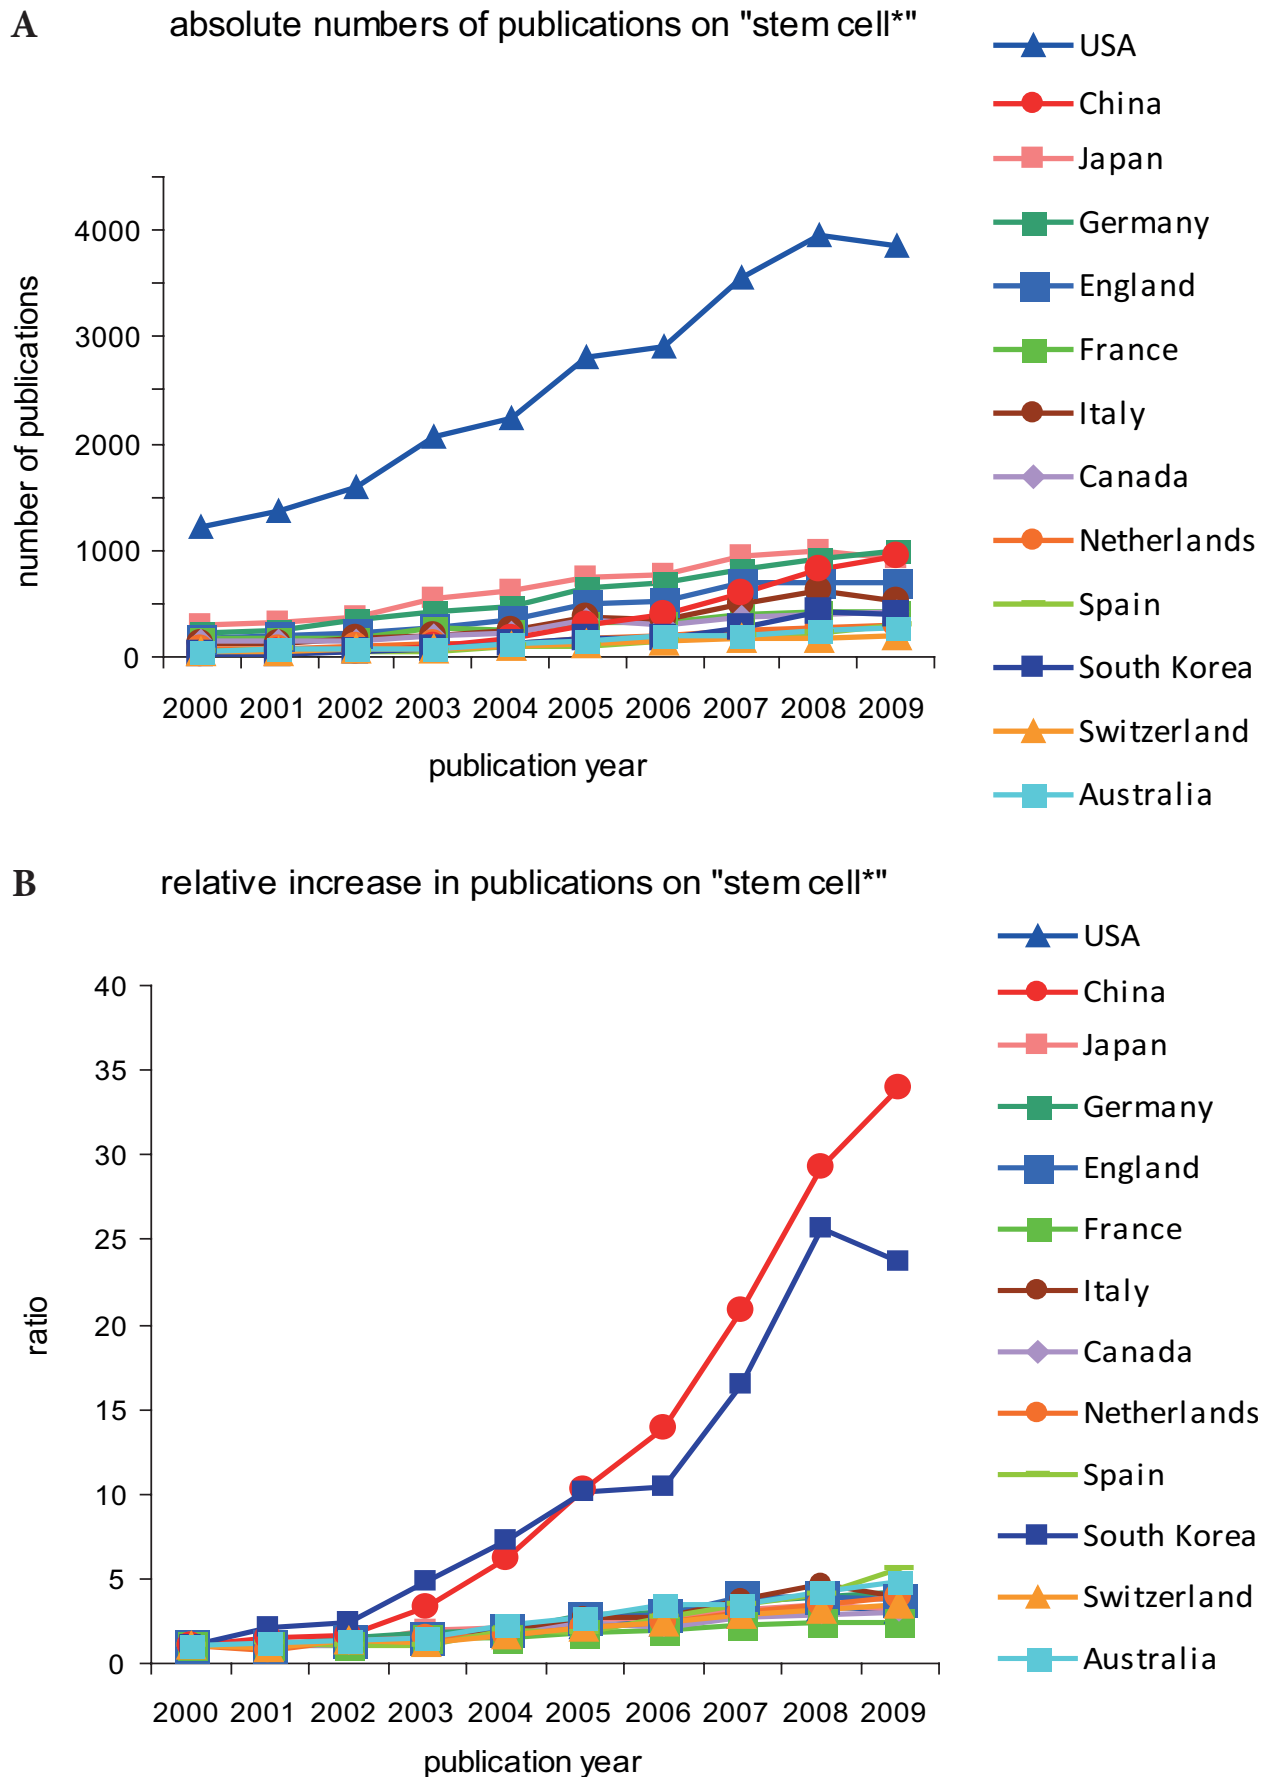 A
absolute numbers of publications on "stem cell*"
number of publications
4000
3000
2000
1000
0
2000 2001 2002 2003 2004 2005 2006 2007 2008 2009
publication year
USA
China
Japan
Germany
England
France
Italy
Canada
Netherlands
Spain
South Korea
Switzerland
Australia
B
relative increase in publications on "stem cell*"
ratio
40
35
30
25
20
15
10
5
0
2000 2001 2002 2003 2004 2005 2006 2007 2008 2009
publication year
USA
China
Japan
Germany
England
France
Italy
Canada
Netherlands
Spain
South Korea
Switzerland
Australia